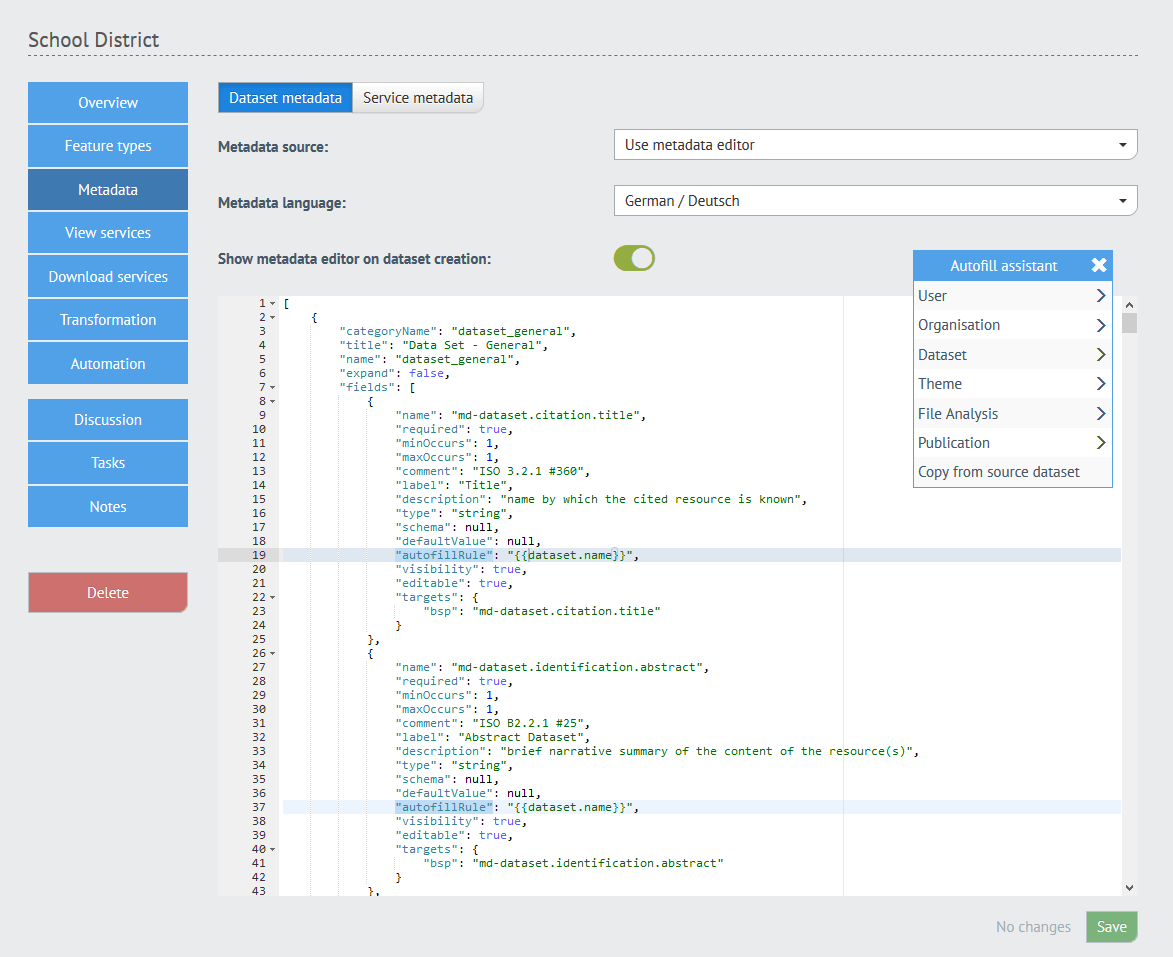 School District
Overview
Feature types
Metadata
View services
Download services
Transformation
Automation
Discussion
Tasks
Notes
Delete
Dataset metadata Service metadata
Metadata source: Use metadata editor
Metadata language: German / Deutsch
Show metadata editor on dataset creation:
1 [
2 {
3 "categoryName": "dataset_general",
4 "title": "Data Set - General",
5 "name": "dataset_general",
6 "expand": false,
7 "fields": [
8 {
9 "name": "md-dataset.citation.title",
10 "required": true,
11 "minOccurs": 1,
12 "maxOccurs": 1,
13 "comment": "ISO 3.2.1 #360",
14 "label": "Title",
15 "description": "name by which the cited resource is known",
16 "type": "string",
17 "schema": null,
18 "defaultValue": null,
19 "autofillRule": "{{dataset.name}}",
20 "visibility": true,
21 "editable": true,
22 "targets": {
23 "bsp": "md-dataset.citation.title"
24 }
25 },
26 {
27 "name": "md-dataset.identification.abstract",
28 "required": true,
29 "minOccurs": 1,
30 "maxOccurs": 1,
31 "comment": "ISO B2.2.1 #25",
32 "label": "Abstract Dataset",
33 "description": "brief narrative summary of the content of the resource(s)",
34 "type": "string",
35 "schema": null,
36 "defaultValue": null,
37 "autofillRule": "{{dataset.name}}",
38 "visibility": true,
39 "editable": true,
40 "targets": {
41 "bsp": "md-dataset.identification.abstract"
42 }
43 },
Autofill assistant
User
Organisation
Dataset
Theme
File Analysis
Publication
Copy from source dataset
No changes Save